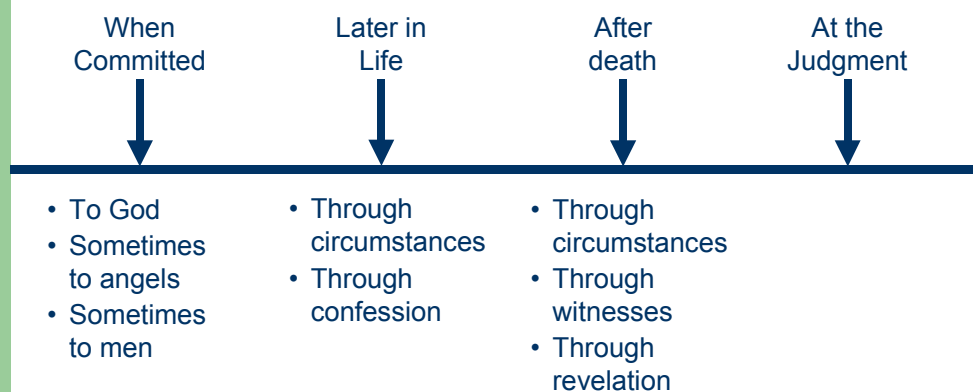 When
Committed
Later in
Life
After
death
At the
Judgment
• To God
• Sometimes
to angels
• Sometimes
to men
• Through
circumstances
• Through
confession
• Through
circumstances
• Through
witnesses
• Through
revelation